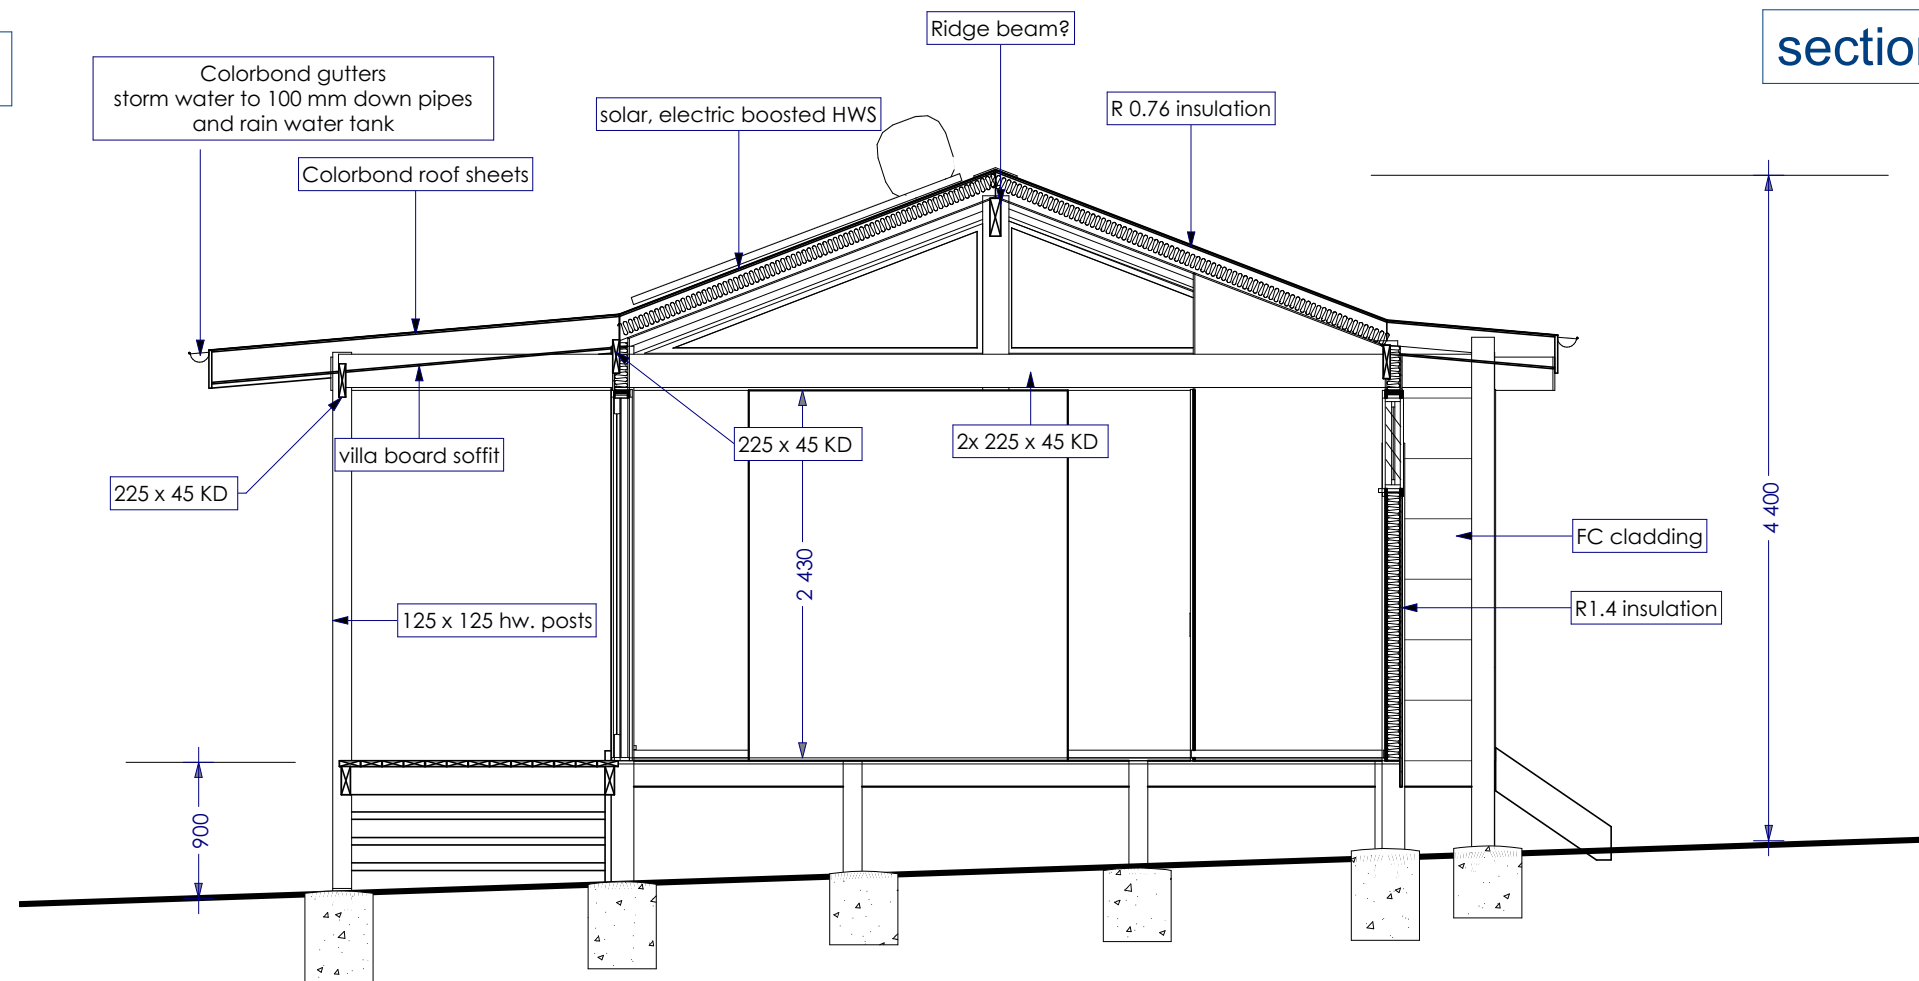 Ridge beam?
section
Colorbond gutters
storm water to 100 mm down pipes
and rain water tank
solar, electric boosted HWS
R 0.76 insulation
Colorbond roof sheets
225 x 45 KD
2x 225 x 45 KD
villa board soffit
225 x 45 KD
4 400
FC cladding
2 430
R1.4 insulation
125 x 125 hw. posts
900